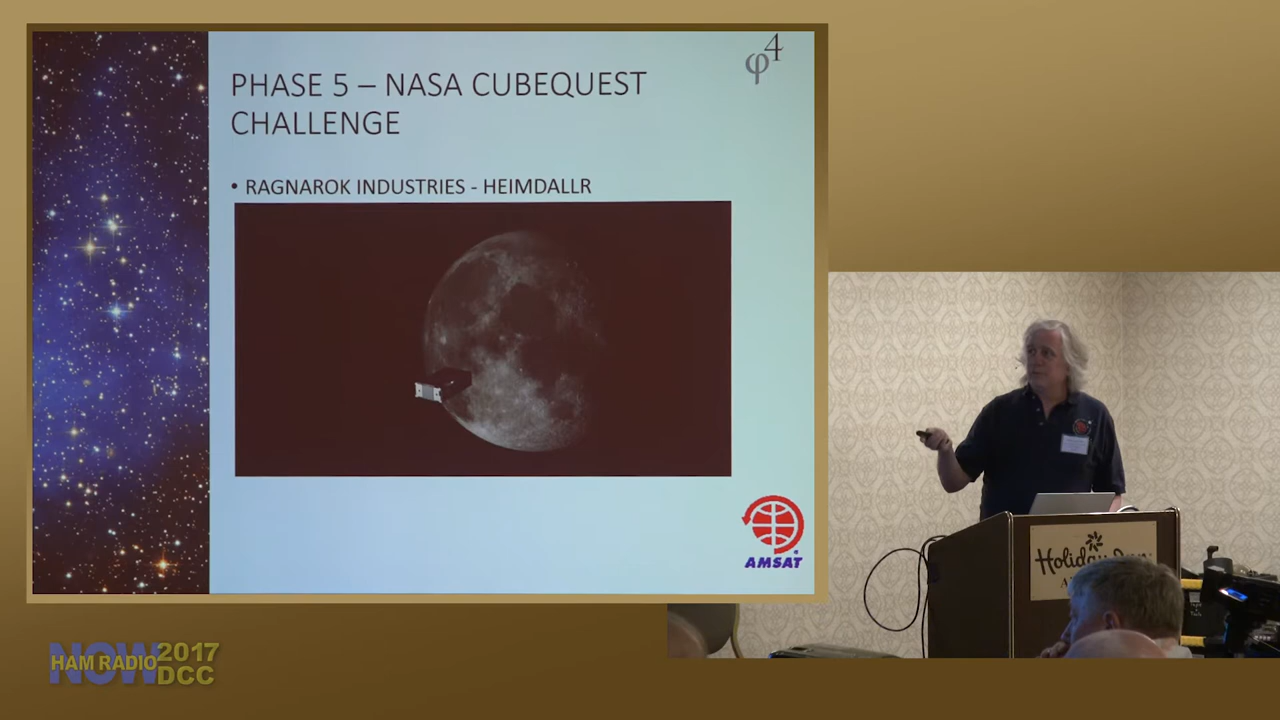 φ4
PHASE 5 – NASA CUBEQUEST
CHALLENGE
• RAGNAROK INDUSTRIES - HEIMDALLR
AMSAT
Holiday Inn
NOW
HAM RADIO 2017
DCC